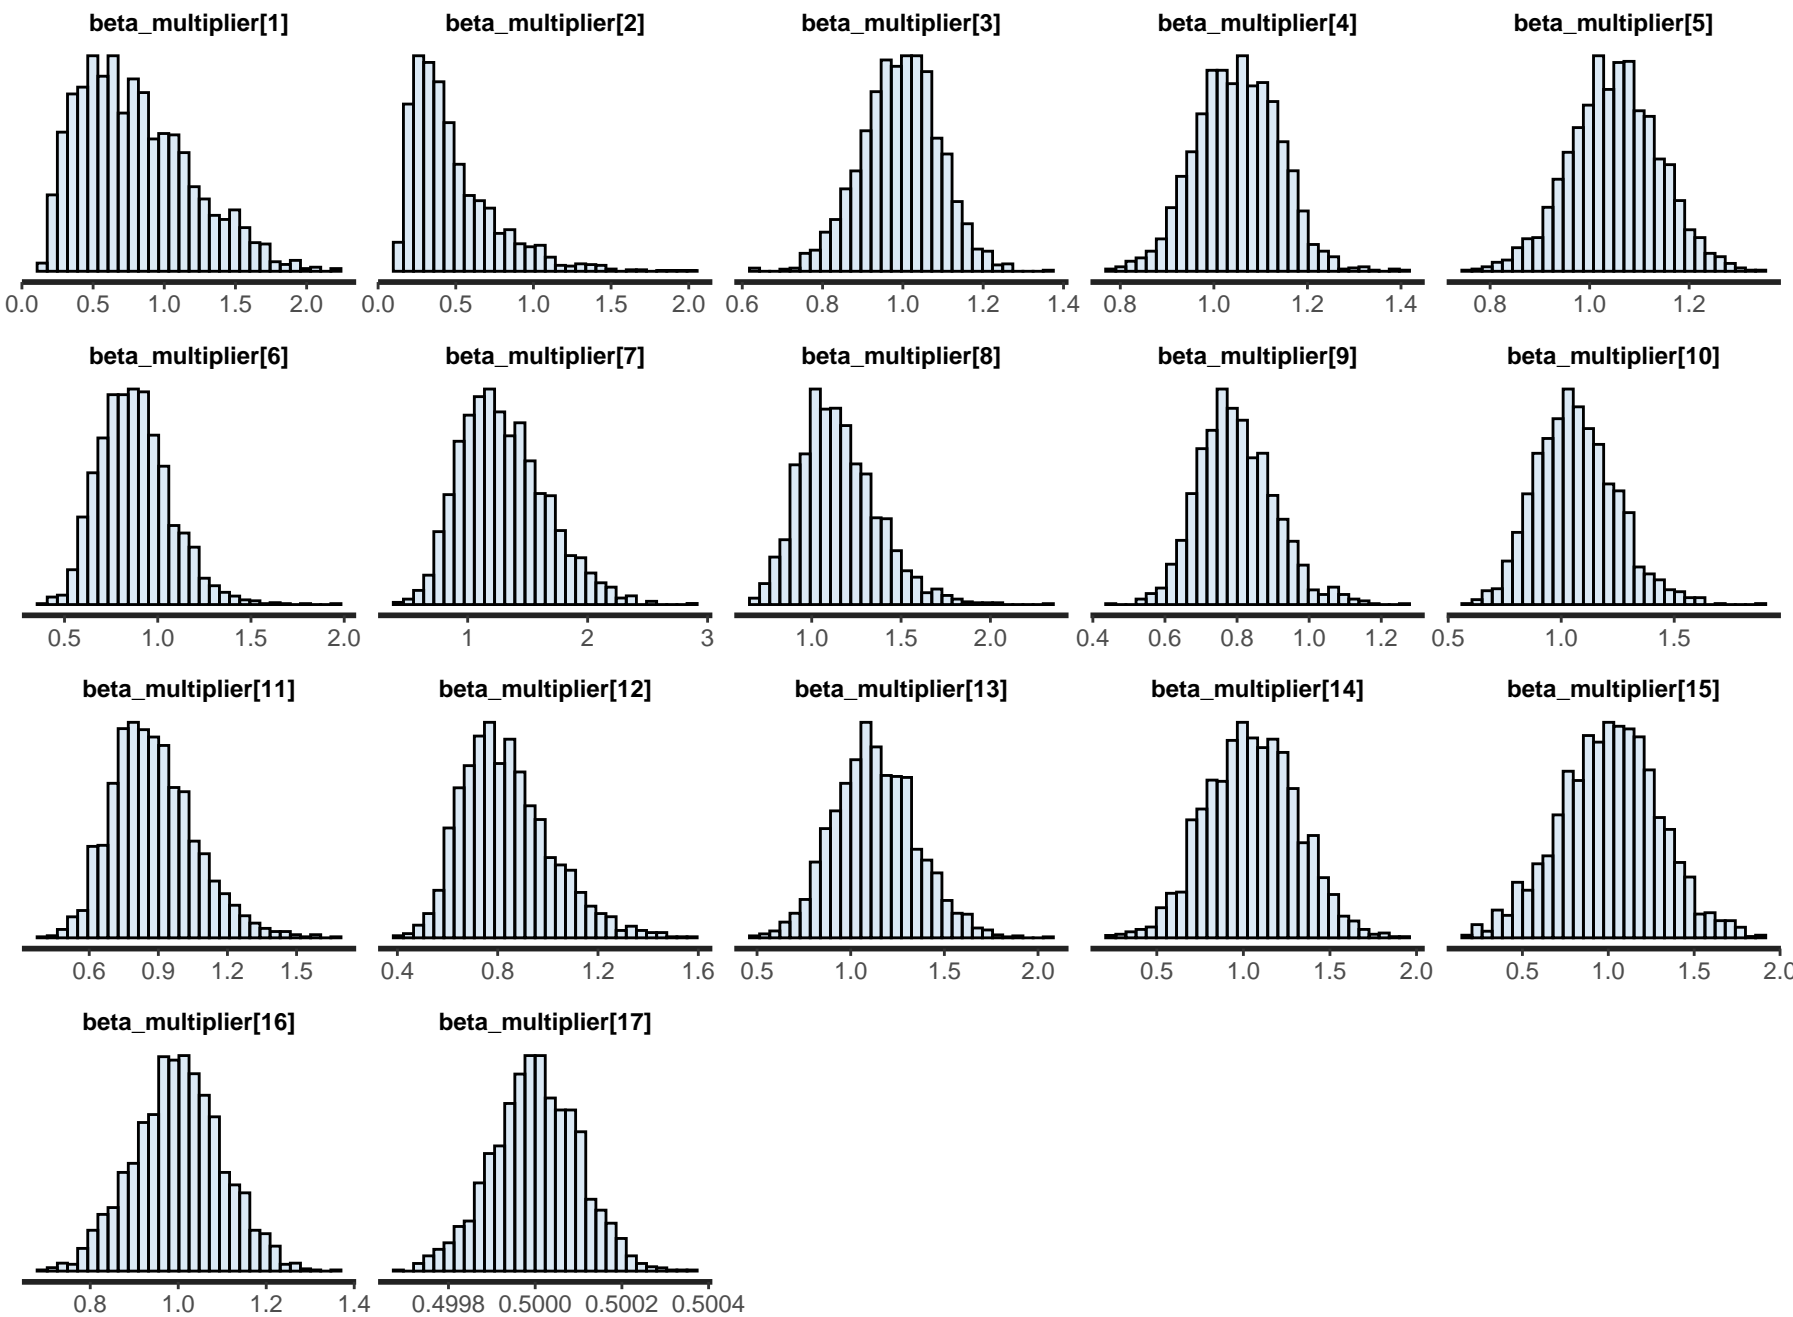 beta_multiplier[1] beta_multiplier[2] beta_multiplier[3] beta_multiplier[4] beta_multiplier[5]
0.0 0.5 1.0 1.5 2.0 0.0 0.5 1.0 1.5 2.0 0.6 0.8 1.0 1.2 1.4 0.8 1.0 1.2 1.4 0.8 1.0 1.2
beta_multiplier[6] beta_multiplier[7] beta_multiplier[8] beta_multiplier[9] beta_multiplier[10]
0.5 1.0 1.5 2.0 1 2 3 1.0 1.5 2.0 0.4 0.6 0.8 1.0 1.2 0.5 1.0 1.5
beta_multiplier[11] beta_multiplier[12] beta_multiplier[13] beta_multiplier[14] beta_multiplier[15]
0.6 0.9 1.2 1.5 0.4 0.8 1.2 1.6 0.5 1.0 1.5 2.0 0.5 1.0 1.5 2.0 0.5 1.0 1.5 2.0
beta_multiplier[16] beta_multiplier[17]
0.8 1.0 1.2 1.4 0.4998 0.5000 0.5002 0.5004